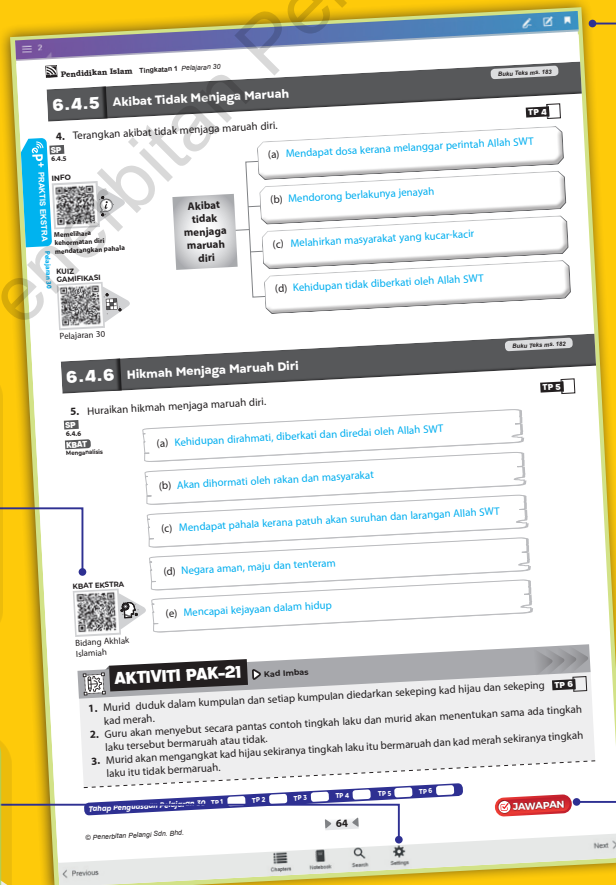 2
Pendidikan Islam Tingkatan 1 Pelajaran 30
Buku Teks ms. 183
6.4.5 Akibat Tidak Menjaga Maruah
4. Terangkan akibat tidak menjaga maruah diri.
TP 4
SP
6.4.5
INFO
Memelihara
kehormatan diri
mendatangkan pahala
KUIZ
GAMIFIKASI
Pelajaran 30
ePᐩ PRAKTIS EKSTRA Pelajaran 30
Akibat
tidak
menjaga
maruah
diri
(a) Mendapat dosa kerana melanggar perintah Allah SWT
(b) Mendorong berlakunya jenayah
(c) Melahirkan masyarakat yang kucar-kacir
(d) Kehidupan tidak diberkati oleh Allah SWT
Buku Teks ms. 182
6.4.6 Hikmah Menjaga Maruah Diri
5. Huraikan hikmah menjaga maruah diri.
TP 5
SP
6.4.6
KBAT
Menganalisis
(a) Kehidupan dirahmati, diberkati dan diredai oleh Allah SWT
(b) Akan dihormati oleh rakan dan masyarakat
(c) Mendapat pahala kerana patuh akan suruhan dan larangan Allah SWT
(d) Negara aman, maju dan tenteram
(e) Mencapai kejayaan dalam hidup
KBAT EKSTRA
Bidang Akhlak
Islamiah
AKTIVITI PAK-21 Kad Imbas
1. Murid duduk dalam kumpulan dan setiap kumpulan diedarkan sekeping kad hijau dan sekeping TP 6
kad merah.
2. Guru akan menyebut secara pantas contoh tingkah laku dan murid akan menentukan sama ada tingkah
laku tersebut bermaruah atau tidak.
3. Murid akan mengangkat kad hijau sekiranya tingkah laku itu bermaruah dan kad merah sekiranya tingkah
laku itu tidak bermaruah.
Tahap Penguasaan Pelajaran 30 TP 1 TP 2 TP 3 TP 4 TP 5 TP 6
JAWAPAN
© Penerbitan Pelangi Sdn. Bhd.
64
Previous
Chapters
Notebook
Search
Settings
Next